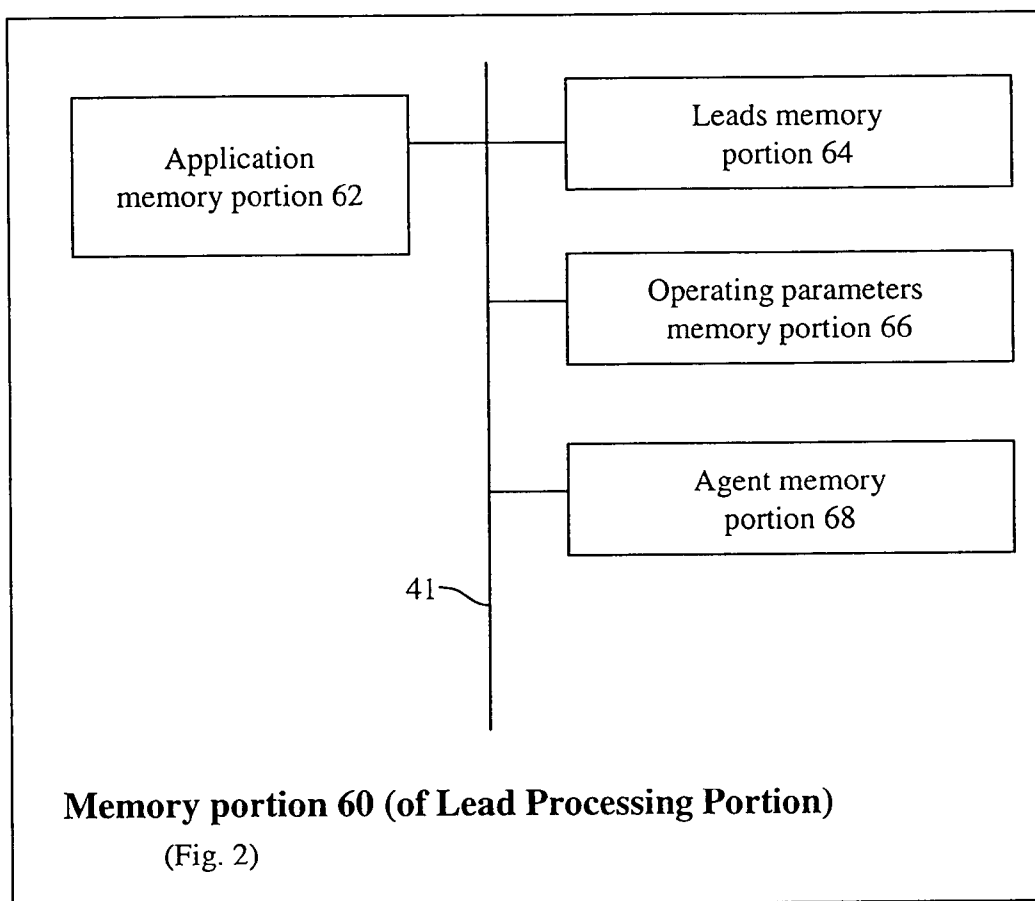 Application
memory portion 62
Leads memory
portion 64
Operating parameters
memory portion 66
Agent memory
portion 68
41
Memory portion 60 (of Lead Processing Portion)
(Fig. 2)